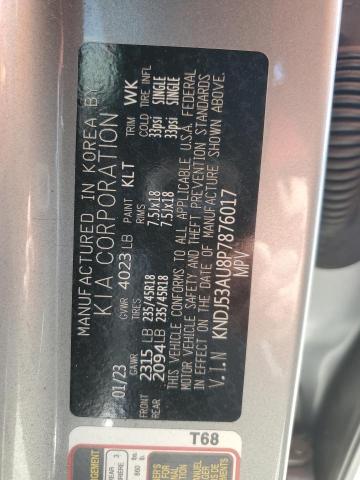 MANUFACTURED IN KOREA BY
KIA CORPORATION
01/23 GVWR 4023 LB PAINT KLT TRIM WK
GAWR TIRES RIMS COLD TIRE INFL
FRONT 2315 LB 235/45R18 7.5Jx18 33psi SINGLE
REAR 2094 LB 235/45R18 7.5Jx18 33psi SINGLE
THIS VEHICLE CONFORMS TO ALL APPLICABLE U.S.A. FEDERAL
MOTOR VEHICLE SAFETY AND THEFT PREVENTION STANDARDS
IN EFFECT ON THE DATE OF MANUFACTURE SHOWN ABOVE.
V.I.N KNDJ53AU8P7876017
MPV
T68
REAR 3
860